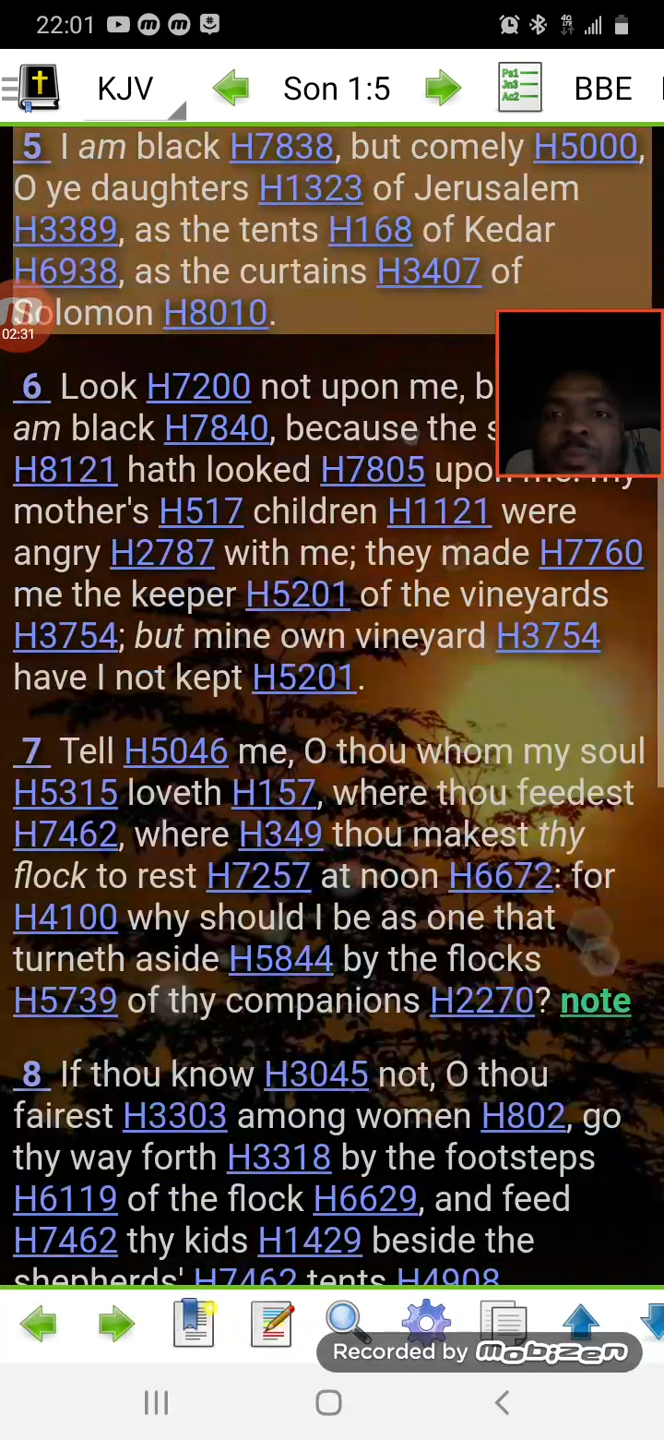 22:01
KJV Son 1:5 BBE
5 I am black H7838, but comely H5000,
O ye daughters H1323 of Jerusalem
H3389, as the tents H168 of Kedar
H6938, as the curtains H3407 of
Solomon H8010.
02:31
6 Look H7200 not upon me, b
am black H7840, because the s
H8121 hath looked H7805 upon me: my
mother's H517 children H1121 were
angry H2787 with me; they made H7760
me the keeper H5201 of the vineyards
H3754; but mine own vineyard H3754
have I not kept H5201.
7 Tell H5046 me, O thou whom my soul
H5315 loveth H157, where thou feedest
H7462, where H349 thou makest thy
flock to rest H7257 at noon H6672: for
H4100 why should I be as one that
turneth aside H5844 by the flocks
H5739 of thy companions H2270? note
8 If thou know H3045 not, O thou
fairest H3303 among women H802, go
thy way forth H3318 by the footsteps
H6119 of the flock H6629, and feed
H7462 thy kids H1429 beside the
shepherds' H7462 tents H4908
Recorded by mobizen